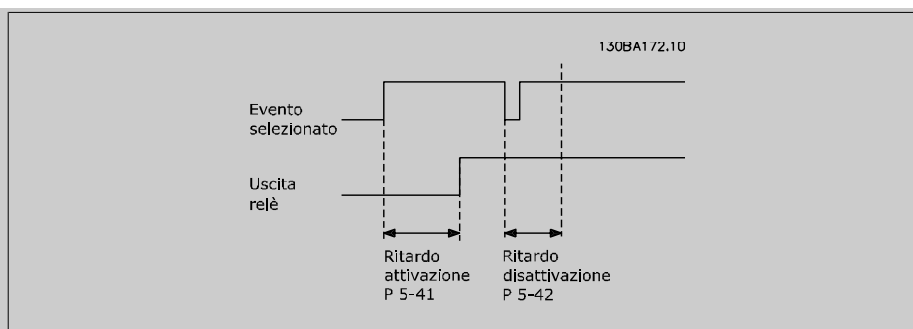 130BA172.10
Evento
selezionato
Uscita
relè
Ritardo
attivazione
P 5-41
Ritardo
disattivazione
P 5-42